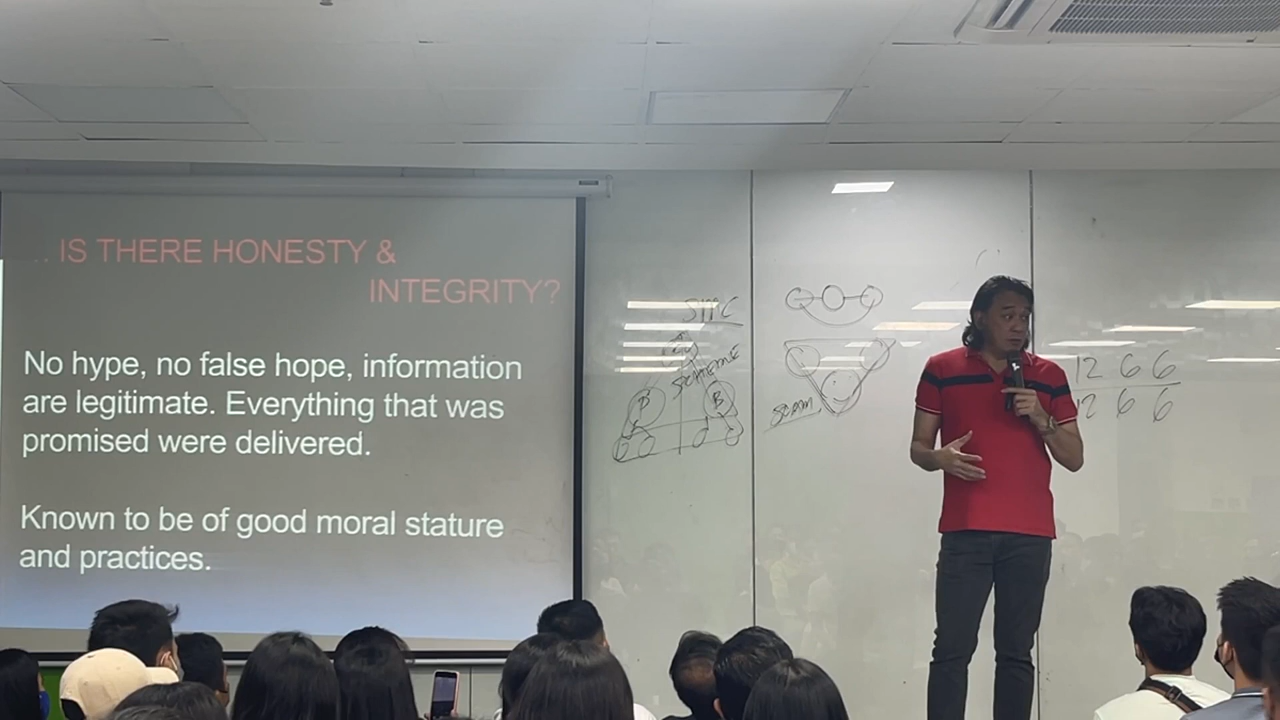 .. IS THERE HONESTY &
INTEGRITY?
No hype, no false hope, information
are legitimate. Everything that was
promised were delivered.
Known to be of good moral stature
and practices.
SCHEME
P B
SCAM
12 6 6
12 6 6